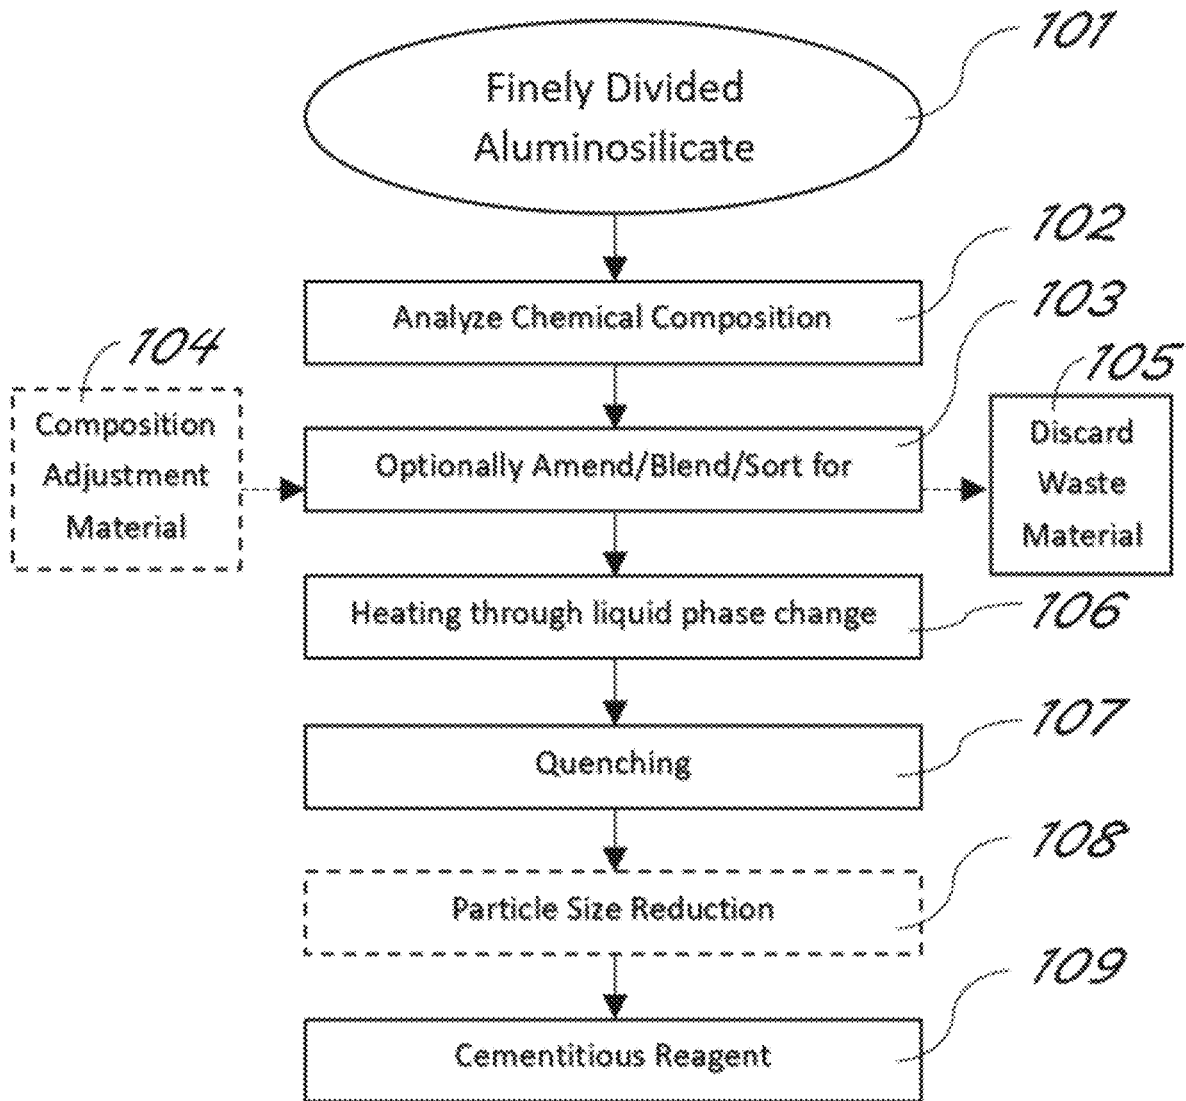 101
Finely Divided
Aluminosilicate
102
Analyze Chemical Composition
103
104
Composition
Adjustment
Material
Optionally Amend/Blend/Sort for
105
Discard
Waste
Material
Heating through liquid phase change
106
107
Quenching
108
Particle Size Reduction
109
Cementitious Reagent